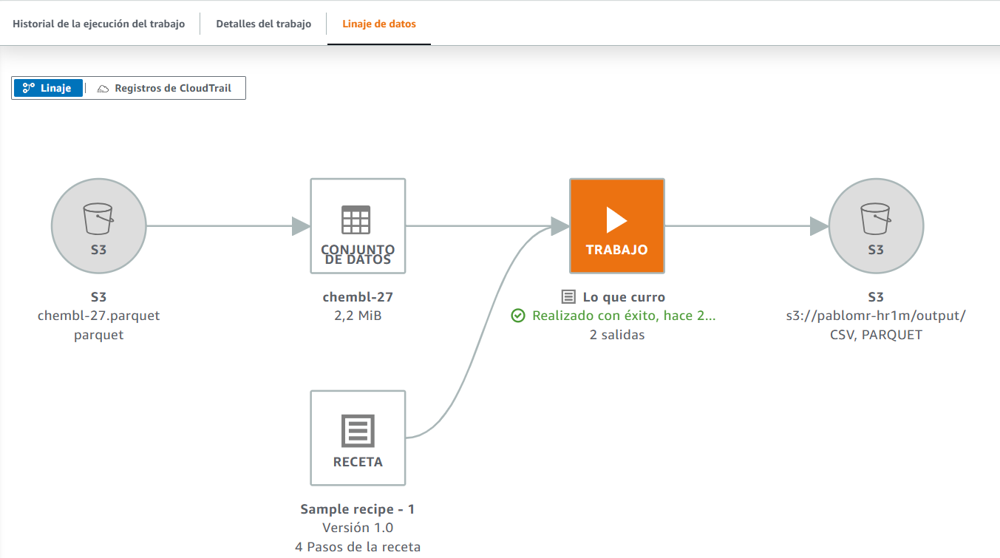 Historial de la ejecución del trabajo
Detalles del trabajo
Linaje de datos
Linaje
Registros de CloudTrail
S3
S3
chembl-27.parquet
parquet
CONJUNTO
DE DATOS
chembl-27
2,2 MiB
TRABAJO
Lo que curro
Realizado con éxito, hace 2...
2 salidas
S3
S3
s3://pablomr-hr1m/output/
CSV, PARQUET
RECETA
Sample recipe - 1
Versión 1.0
4 Pasos de la receta